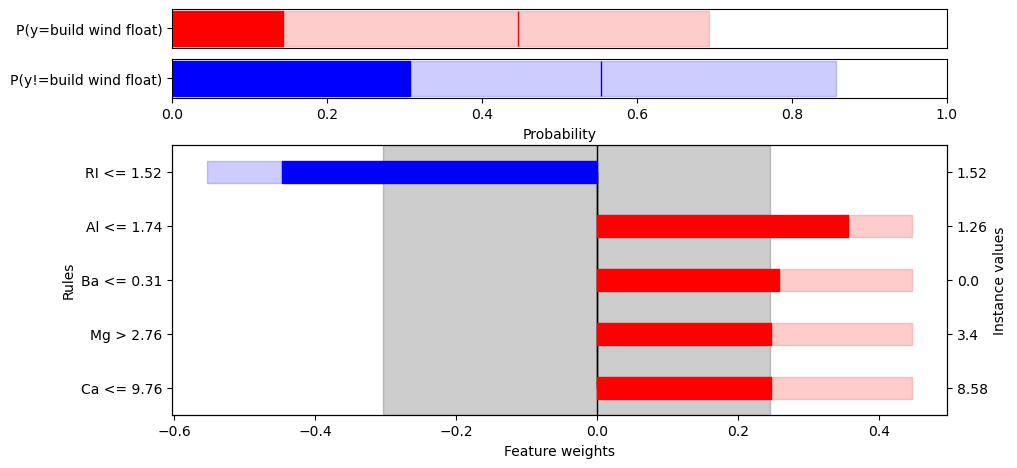 P(y=build wind float)
P(y!=build wind float)
0.0 0.2 0.4 0.6 0.8 1.0
Probability
RI <= 1.52 1.52
Al <= 1.74 1.26
Ba <= 0.31 0.0
Mg > 2.76 3.4
Ca <= 9.76 8.58
Rules
Instance values
−0.6 −0.4 −0.2 0.0 0.2 0.4
Feature weights